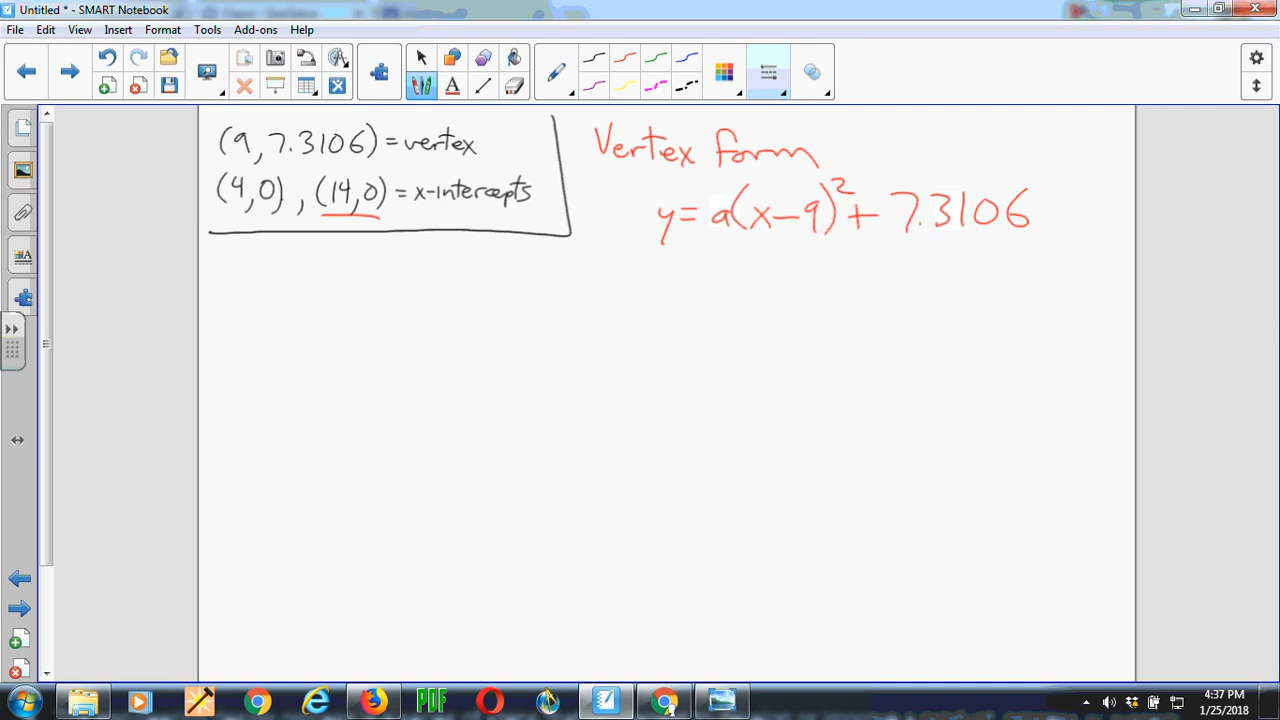 Untitled * - SMART Notebook
File Edit View Insert Format Tools Add-ons Help
(9, 7.3106) = vertex
(4,0) , (14,0) = x-intercepts
Vertex form
y = a(x-9)² + 7.3106
PDF
4:37 PM
1/25/2018